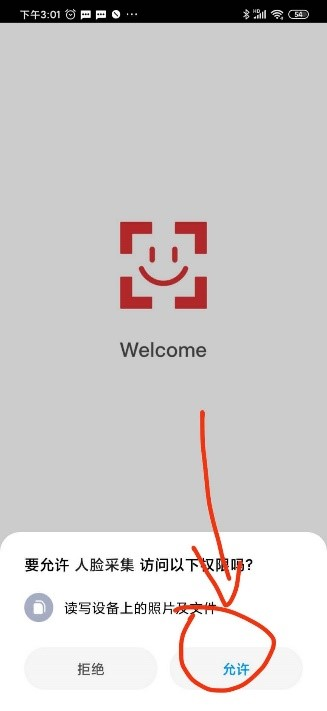 下午3:01 ··· HD 54
Welcome
要允许 人脸采集 访问以下权限吗?
读写设备上的照片及文件
拒绝
允许